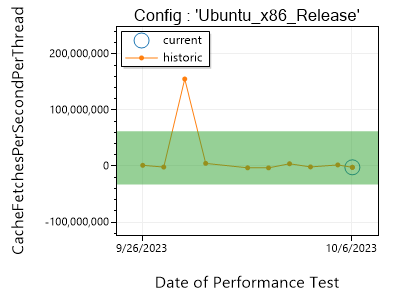 Config : 'Ubuntu_x86_Release'
current
historic
CacheFetchesPerSecondPerThread
200,000,000
100,000,000
0
-100,000,000
9/26/2023
10/6/2023
Date of Performance Test